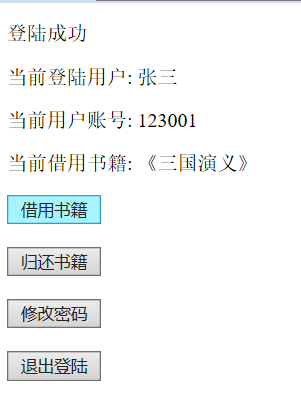 登陆成功
当前登陆用户: 张三
当前用户账号: 123001
当前借用书籍: 《三国演义》
借用书籍
归还书籍
修改密码
退出登陆